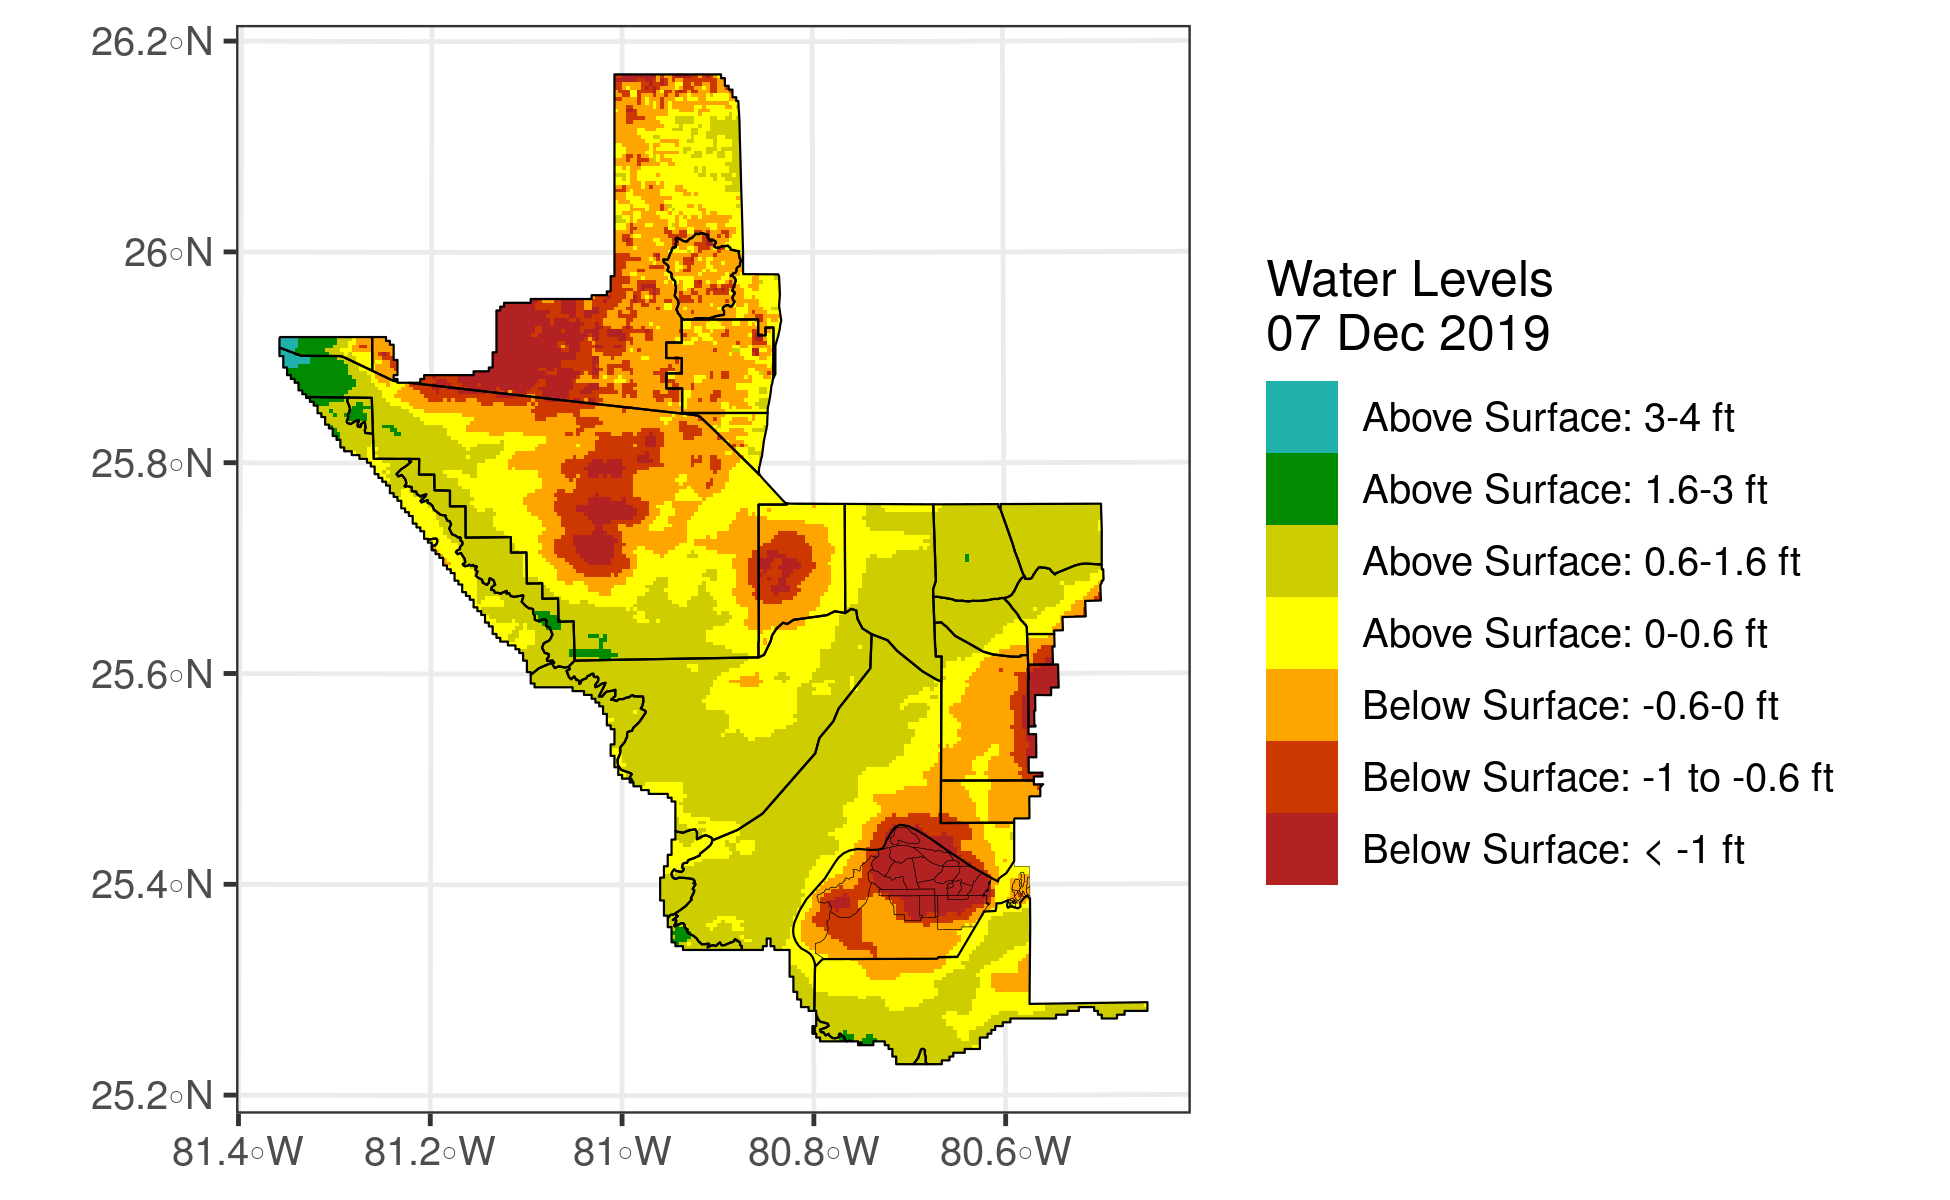 26.2◦N
26◦N
25.8◦N
25.6◦N
25.4◦N
25.2◦N
81.4◦W
81.2◦W
81◦W
80.8◦W
80.6◦W
Water Levels
07 Dec 2019
Above Surface: 3-4 ft
Above Surface: 1.6-3 ft
Above Surface: 0.6-1.6 ft
Above Surface: 0-0.6 ft
Below Surface: -0.6-0 ft
Below Surface: -1 to -0.6 ft
Below Surface: < -1 ft